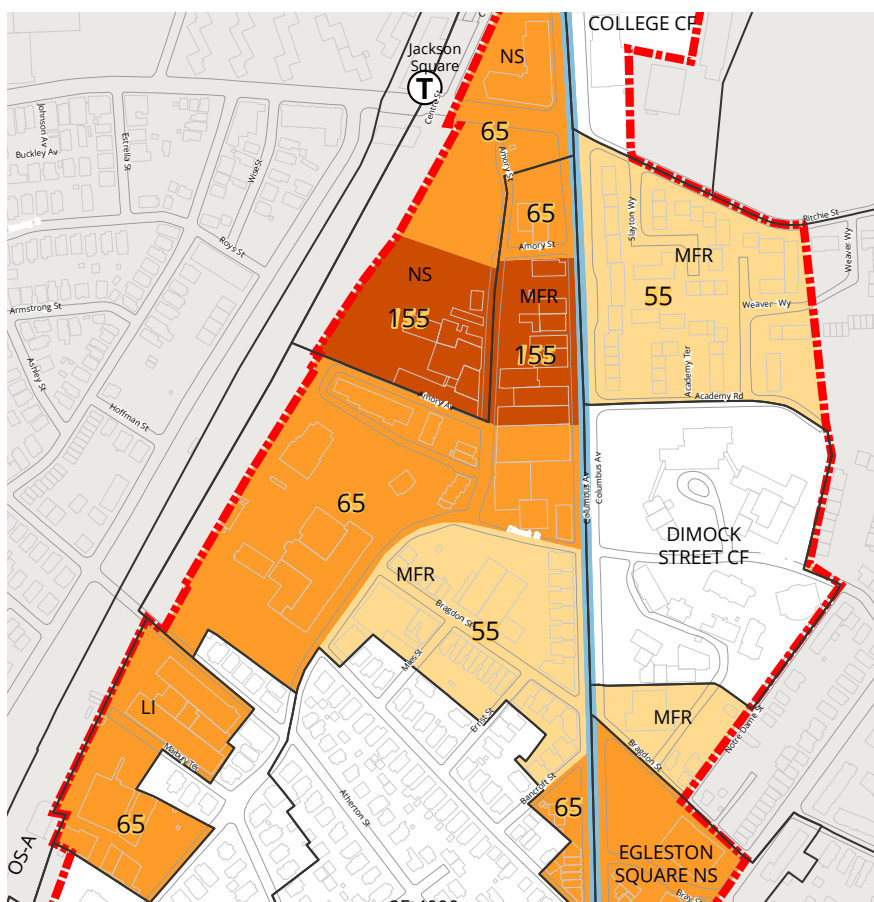 COLLEGE CF
NS
Jackson
Square
T
Centre St
Johnson Av
Estrella St
Buckley Av
Wise St
65
Amory St
Slayton Wy
Ritchie St
65
Weaver Wy
Roys St
Amory St
MFR
NS
MFR
55
155
Weaver Wy
Armstrong St
155
Academy Ter
Ashley St
Academy Rd
Amory Av
Hoffman St
Columbus Av
Columbus Av
65
DIMOCK
STREET CF
MFR
Bragdon St
55
Miles St
LI
MFR
Ernst St
Notre Dame St
Bragdon St
Marbury Ter
Bancroft St
Atherton St
65
65
OS-A
EGLESTON
SQUARE NS
Bray St